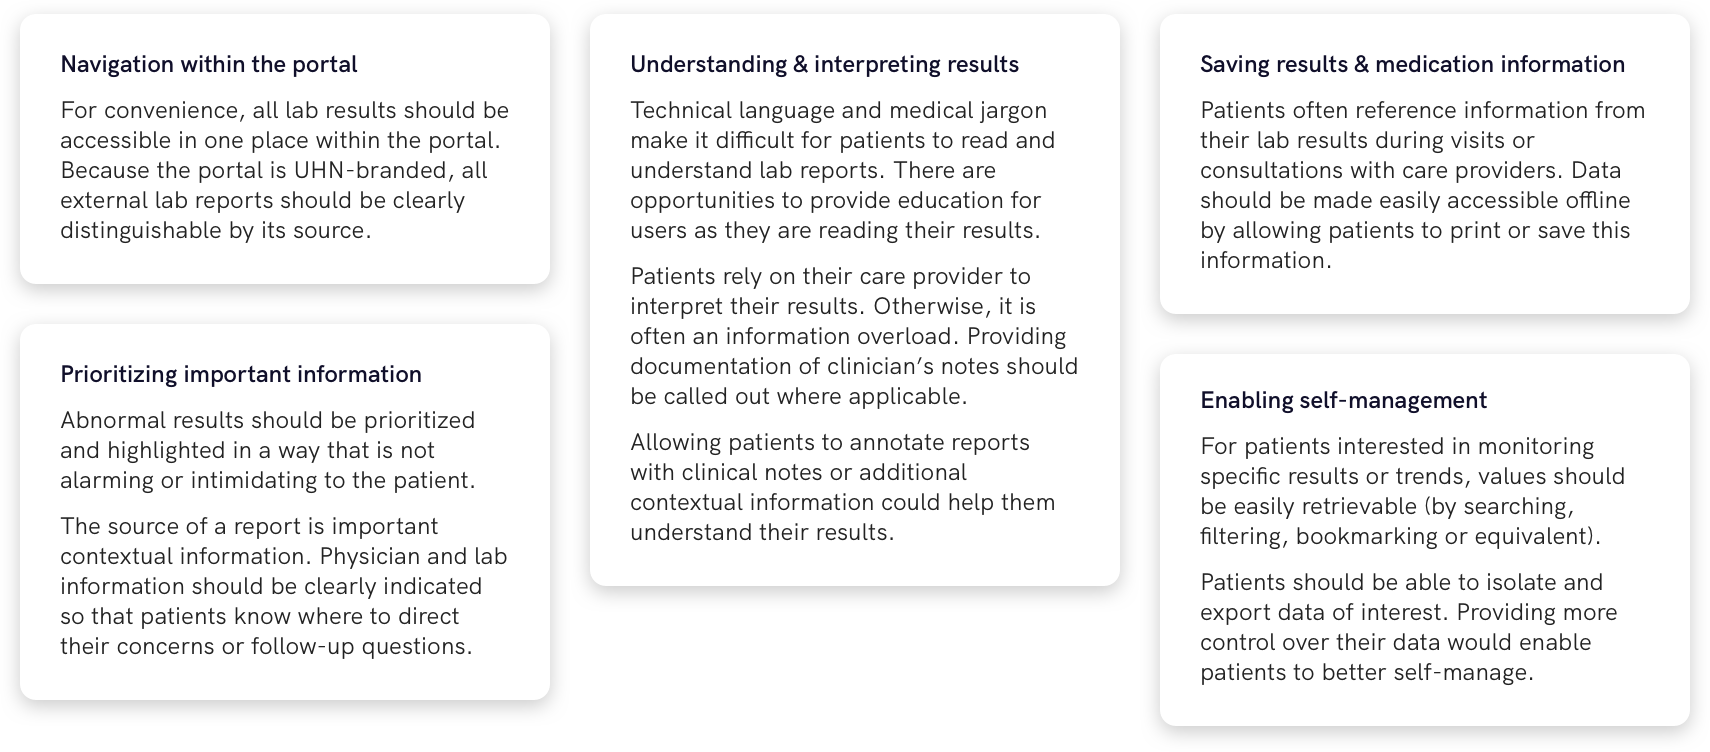 Navigation within the portal
For convenience, all lab results should be
accessible in one place within the portal.
Because the portal is UHN-branded, all
external lab reports should be clearly
distinguishable by its source.
Prioritizing important information
Abnormal results should be prioritized
and highlighted in a way that is not
alarming or intimidating to the patient.
The source of a report is important
contextual information. Physician and lab
information should be clearly indicated
so that patients know where to direct
their concerns or follow-up questions.
Understanding & interpreting results
Technical language and medical jargon
make it difficult for patients to read and
understand lab reports. There are
opportunities to provide education for
users as they are reading their results.
Patients rely on their care provider to
interpret their results. Otherwise, it is
often an information overload. Providing
documentation of clinician’s notes should
be called out where applicable.
Allowing patients to annotate reports
with clinical notes or additional
contextual information could help them
understand their results.
Saving results & medication information
Patients often reference information from
their lab results during visits or
consultations with care providers. Data
should be made easily accessible offline
by allowing patients to print or save this
information.
Enabling self-management
For patients interested in monitoring
specific results or trends, values should
be easily retrievable (by searching,
filtering, bookmarking or equivalent).
Patients should be able to isolate and
export data of interest. Providing more
control over their data would enable
patients to better self-manage.